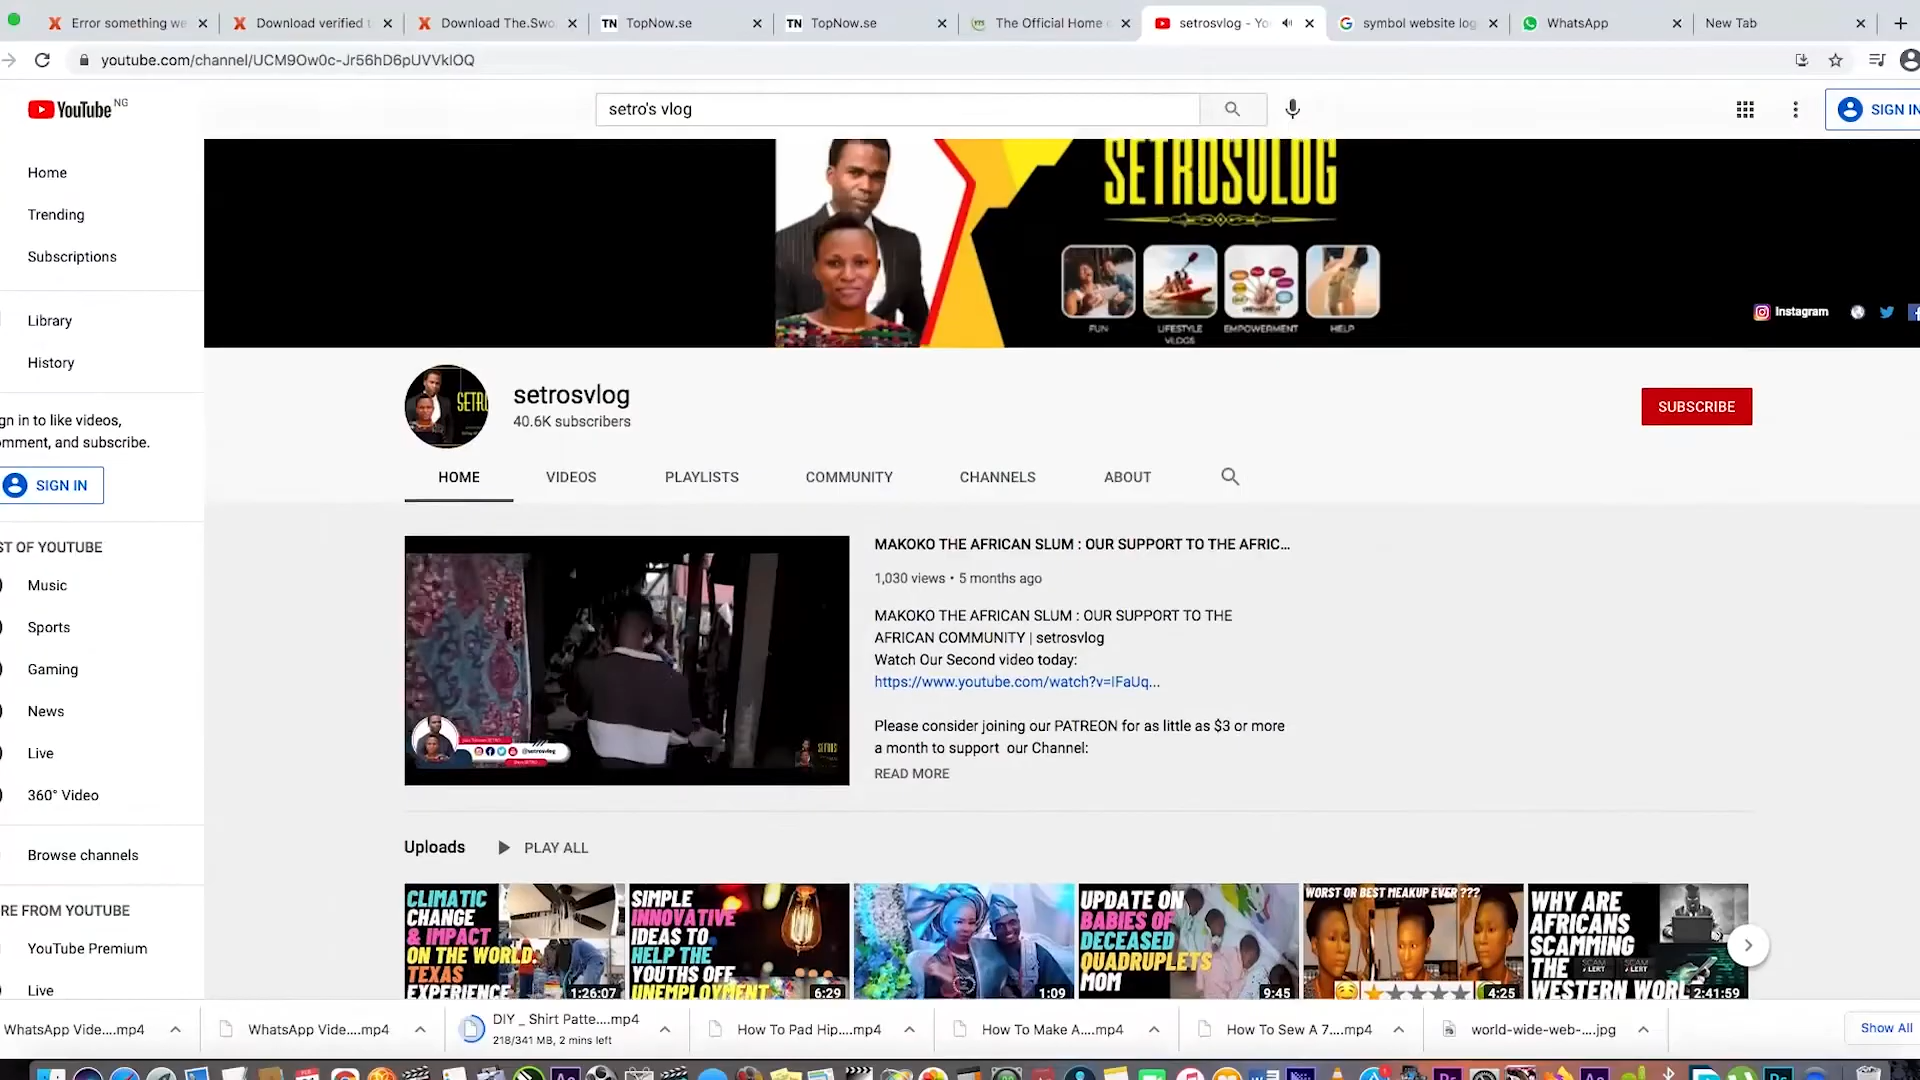 Error something we
Download verified t
Download The.Swo
TopNow.se
TopNow.se
The Official Home o
setrosvlog - Yo
symbol website log
WhatsApp
New Tab
youtube.com/channel/UCM9Ow0c-Jr56hD6pUVVklOQ
YouTube NG
setro's vlog
SIGN IN
Home
Trending
Subscriptions
Library
History
gn in to like videos,
omment, and subscribe.
SIGN IN
ST OF YOUTUBE
Music
Sports
Gaming
News
Live
360° Video
Browse channels
RE FROM YOUTUBE
YouTube Premium
Live
SETROSVLOG
FUN
LIFESTYLE VLOGS
EMPOWERMENT
HELP
Instagram
SETR
setrosvlog
40.6K subscribers
SUBSCRIBE
HOME
VIDEOS
PLAYLISTS
COMMUNITY
CHANNELS
ABOUT
@setrosvlog
MAKOKO THE AFRICAN SLUM : OUR SUPPORT TO THE AFRIC...
1,030 views • 5 months ago
MAKOKO THE AFRICAN SLUM : OUR SUPPORT TO THE
AFRICAN COMMUNITY | setrosvlog
Watch Our Second video today:
https://www.youtube.com/watch?v=IFaUq...
Please consider joining our PATREON for as little as $3 or more
a month to support our Channel:
READ MORE
Uploads
PLAY ALL
CLIMATIC
CHANGE
& IMPACT
ON THE WORLD.
TEXAS
EXPERIENCE
1:26:07
SIMPLE
INNOVATIVE
IDEAS TO
HELP THE
YOUTHS OFF
UNEMPLOYMENT
6:29
1:09
UPDATE ON
BABIES OF
DECEASED
QUADRUPLETS
MOM
9:45
WORST OR BEST MEAKUP EVER ???
4:25
WHY ARE
AFRICANS
SCAMMING
THE
WESTERN WORL
SCAM ALERT
SCAM ALERT
2:41:59
WhatsApp Vide....mp4
WhatsApp Vide....mp4
DIY _ Shirt Patte....mp4
218/341 MB, 2 mins left
How To Pad Hip....mp4
How To Make A....mp4
How To Sew A 7....mp4
world-wide-web-....jpg
Show All